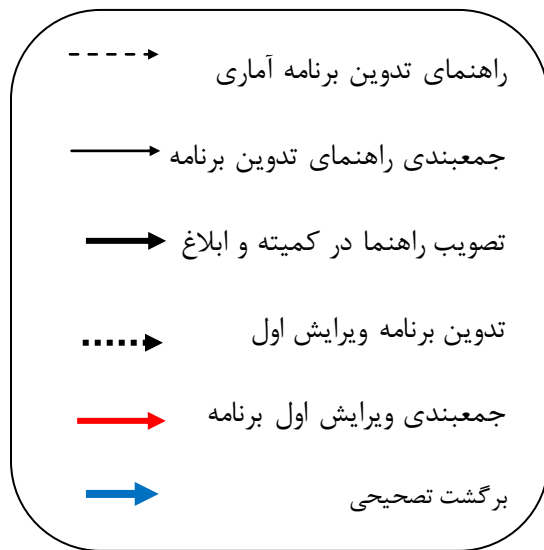 راهنمای تدوین برنامه آماری
جمعبندی راهنمای تدوین برنامه
تصویب راهنما در کمیته و ابلاغ
تدوین برنامه ویرایش اول
جمعبندی ویرایش اول برنامه
برگشت تصحیحی